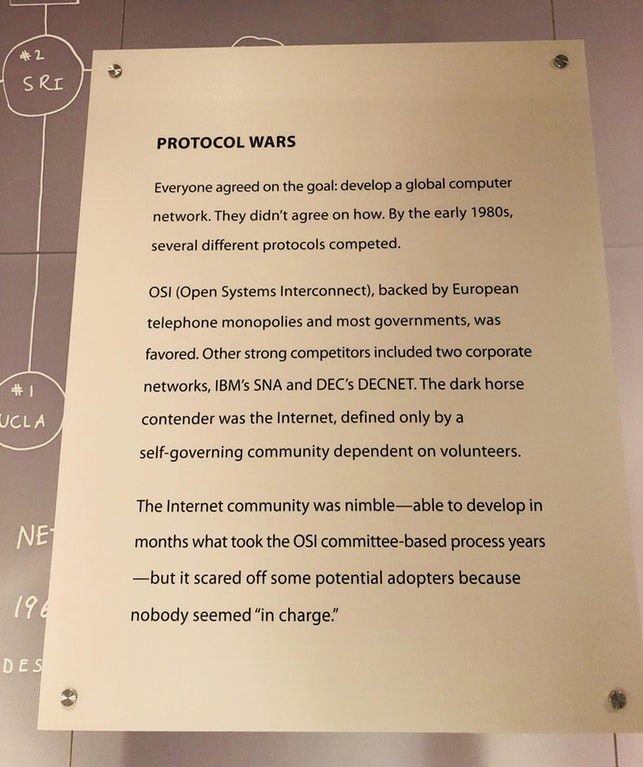 #2
SRI
PROTOCOL WARS
Everyone agreed on the goal: develop a global computer
network. They didn't agree on how. By the early 1980s,
several different protocols competed.
OSI (Open Systems Interconnect), backed by European
telephone monopolies and most governments, was
favored. Other strong competitors included two corporate
networks, IBM's SNA and DEC's DECNET. The dark horse
contender was the Internet, defined only by a
self-governing community dependent on volunteers.
The Internet community was nimble—able to develop in
months what took the OSI committee-based process years
—but it scared off some potential adopters because
nobody seemed “in charge.”
#1
UCLA
NE
196
DES